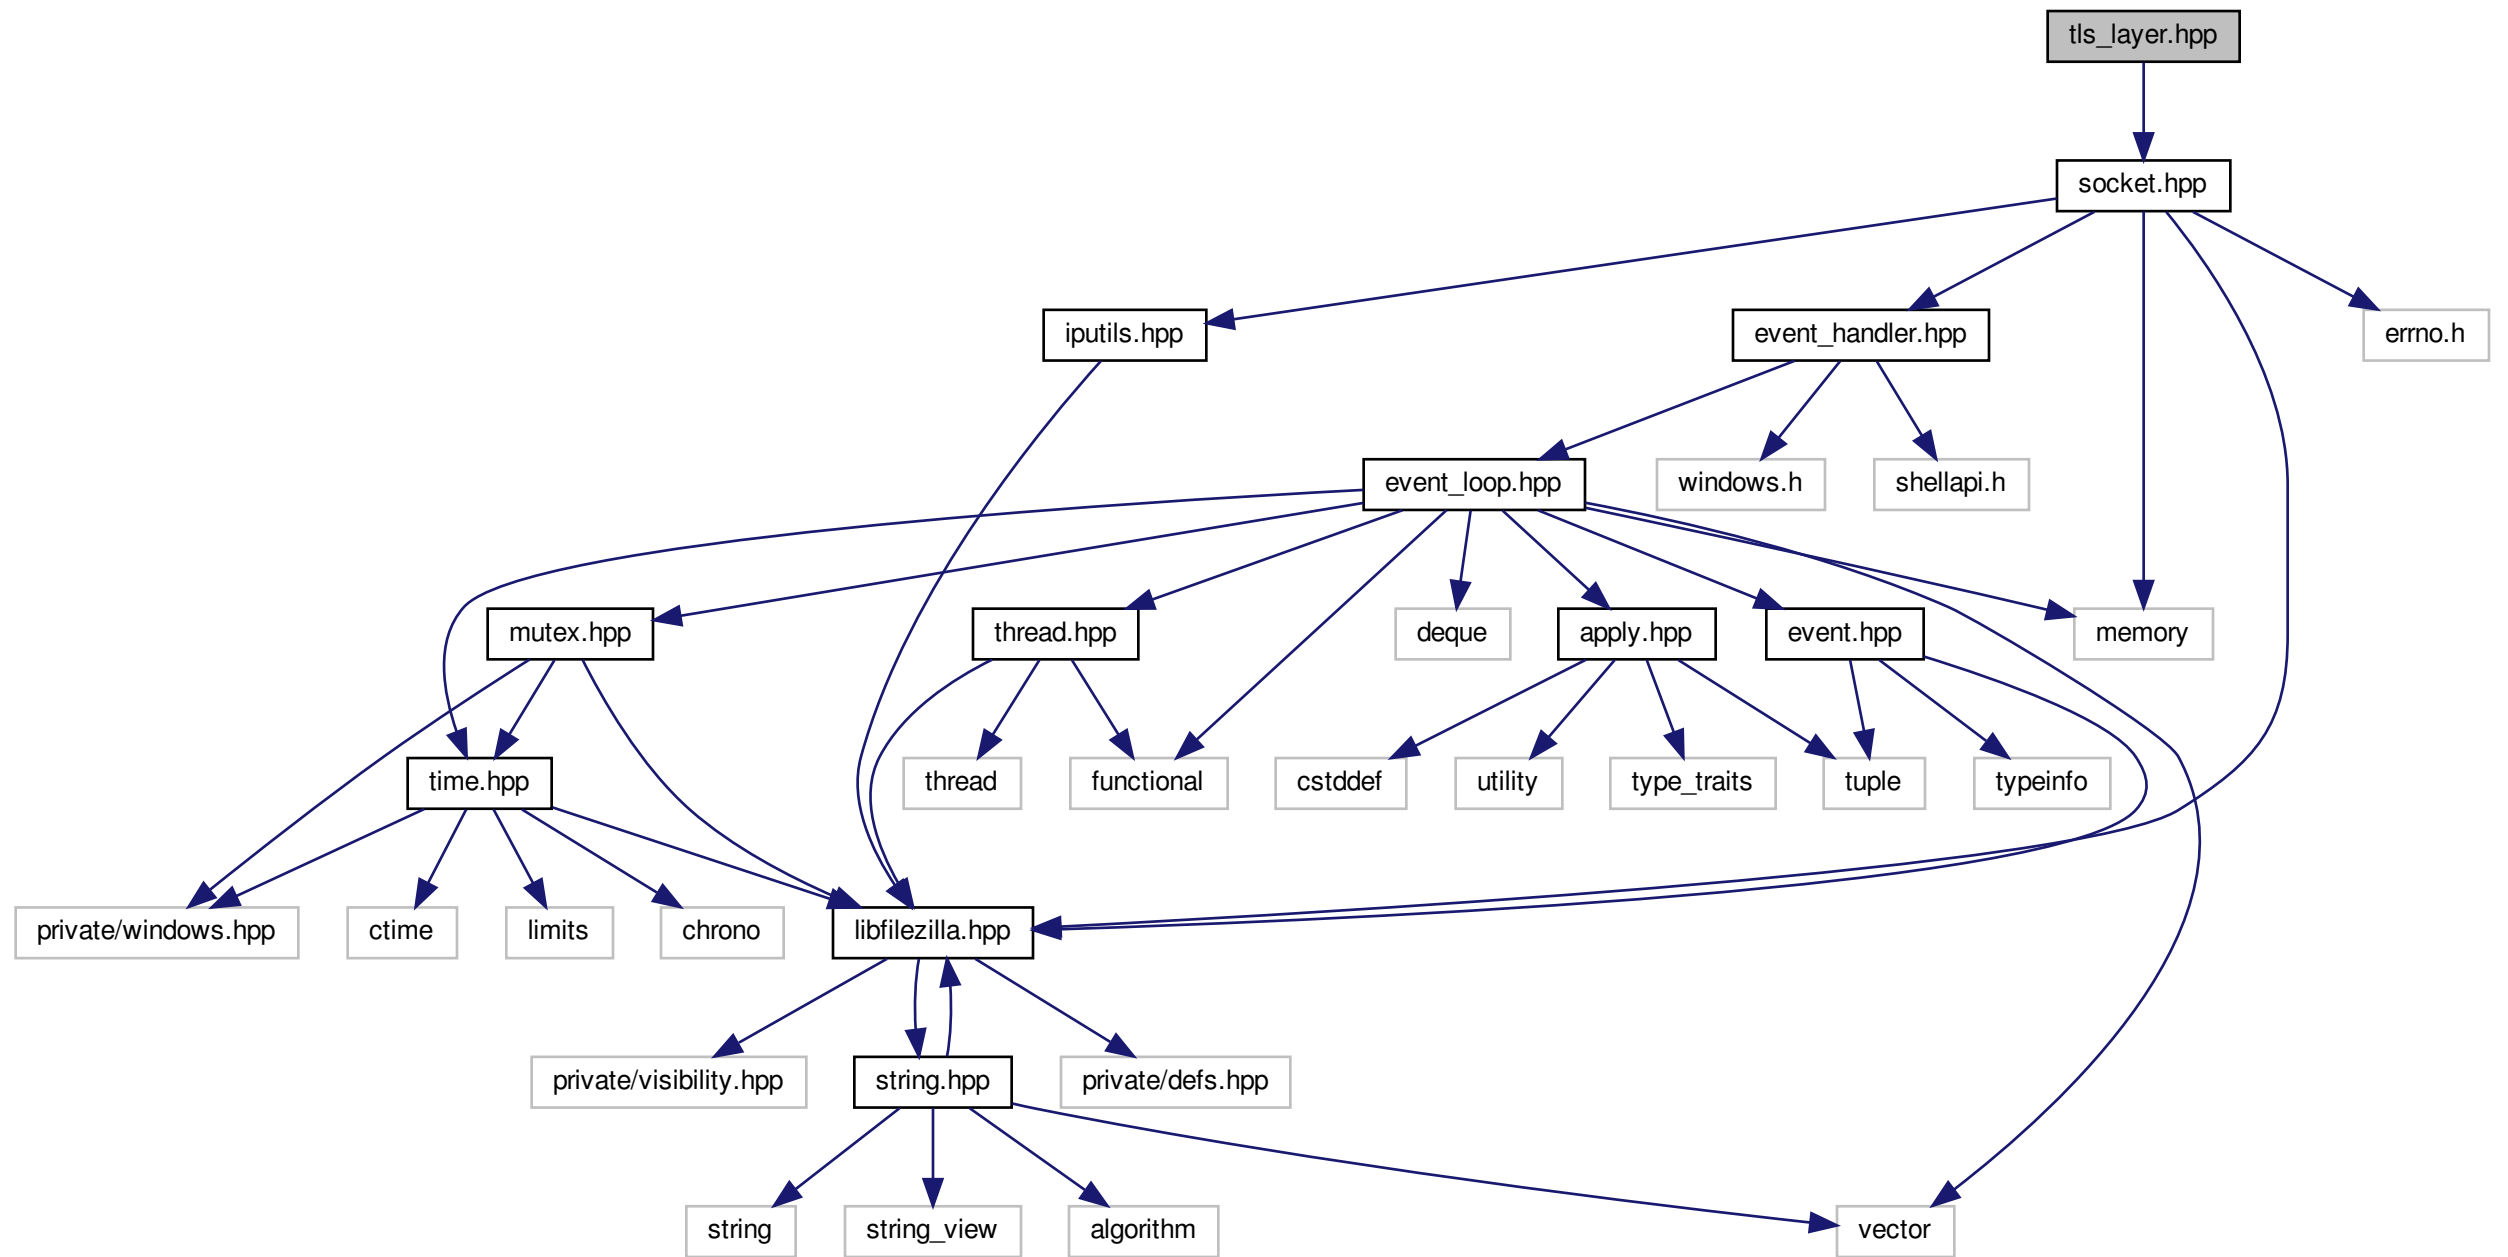 tls_layer.hpp
socket.hpp
iputils.hpp
event_handler.hpp
errno.h
event_loop.hpp
windows.h
shellapi.h
mutex.hpp
thread.hpp
deque
apply.hpp
event.hpp
memory
time.hpp
thread
functional
cstddef
utility
type_traits
tuple
typeinfo
private/windows.hpp
ctime
limits
chrono
libfilezilla.hpp
private/visibility.hpp
string.hpp
private/defs.hpp
string
string_view
algorithm
vector